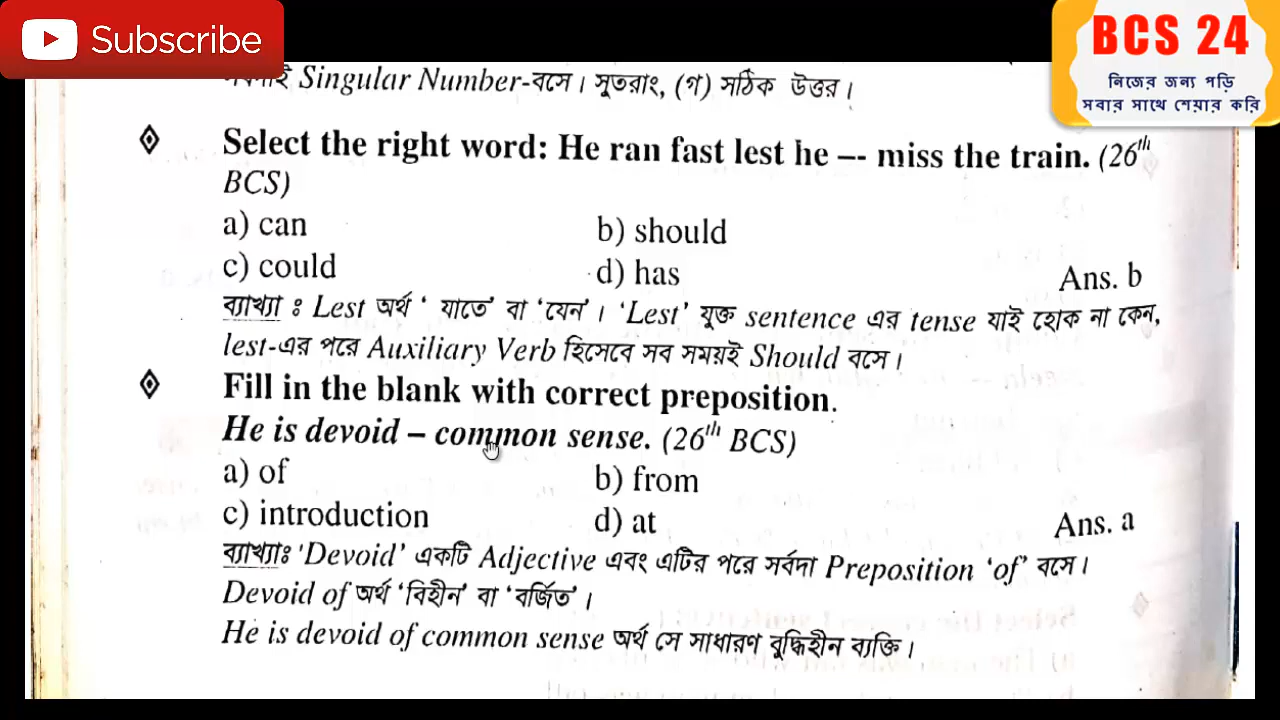 Subscribe
BCS 24
নিজের জন্য পড়ি
সবার সাথে শেয়ার করি
Singular Number-বসে। সুতরাং, (গ) সঠিক উত্তর।
Select the right word: He ran fast lest he –- miss the train. (26th
BCS)
a) can b) should
c) could d) has Ans. b
ব্যাখ্যা ঃ Lest অর্থ ‘ যাতে’ বা ‘যেন’। ‘Lest’ যুক্ত sentence এর tense যাই হোক না কেন,
lest-এর পরে Auxiliary Verb হিসেবে সব সময়ই Should বসে।
Fill in the blank with correct preposition.
He is devoid – common sense. (26th BCS)
a) of b) from
c) introduction d) at Ans. a
ব্যাখ্যাঃ ‘Devoid’ একটি Adjective এবং এটির পরে সর্বদা Preposition ‘of’ বসে।
Devoid of অর্থ ‘বিহীন’ বা ‘বর্জিত’।
He is devoid of common sense অর্থ সে সাধারণ বুদ্ধিহীন ব্যক্তি।